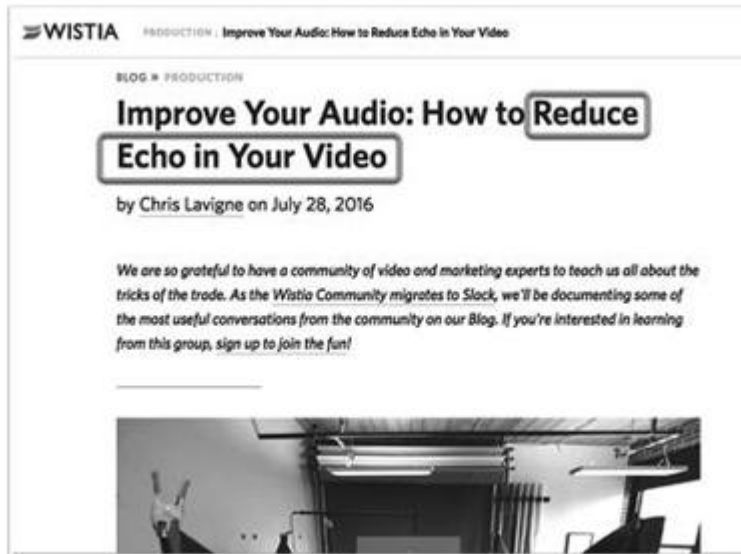 WISTIA PRODUCTION : Improve Your Audio: How to Reduce Echo in Your Video
BLOG » PRODUCTION
Improve Your Audio: How to Reduce
Echo in Your Video
by Chris Lavigne on July 28, 2016
We are so grateful to have a community of video and marketing experts to teach us all about the
tricks of the trade. As the Wistia Community migrates to Slack, we'll be documenting some of
the most useful conversations from the community on our Blog. If you're interested in learning
from this group, sign up to join the fun!